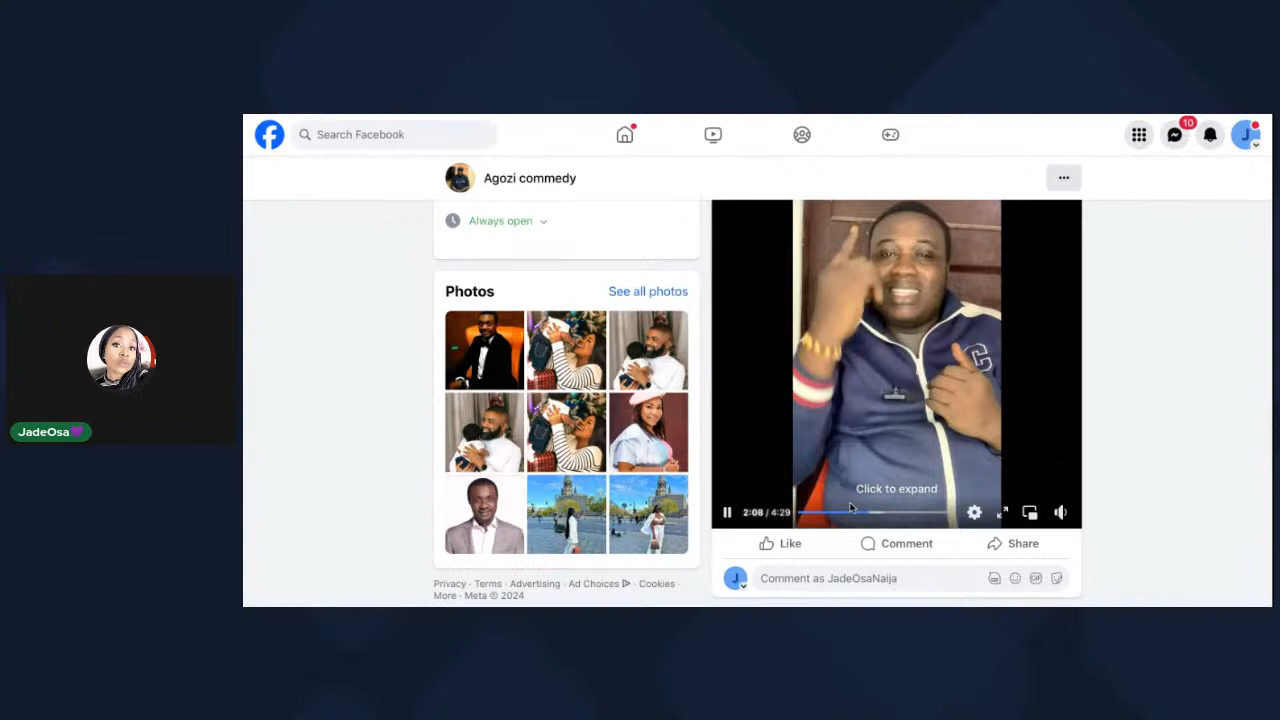 Search Facebook
10
J
Agozi commedy
...
Always open
Photos
See all photos
C
Click to expand
2:08 / 4:29
Like
Comment
Share
J
Comment as JadeOsaNaija
GIF
Privacy · Terms · Advertising · Ad Choices · Cookies ·
More · Meta © 2024
JadeOsa💜